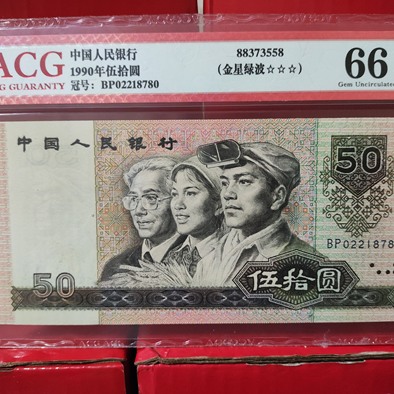 ACG
NG GUARANTY
中国人民银行
1990年伍拾圆
冠号: BP02218780
88373558
(金星绿波☆☆☆)
66
Gem Uncirculated
中国人民银行
50
BP0221878
50
伍拾圆